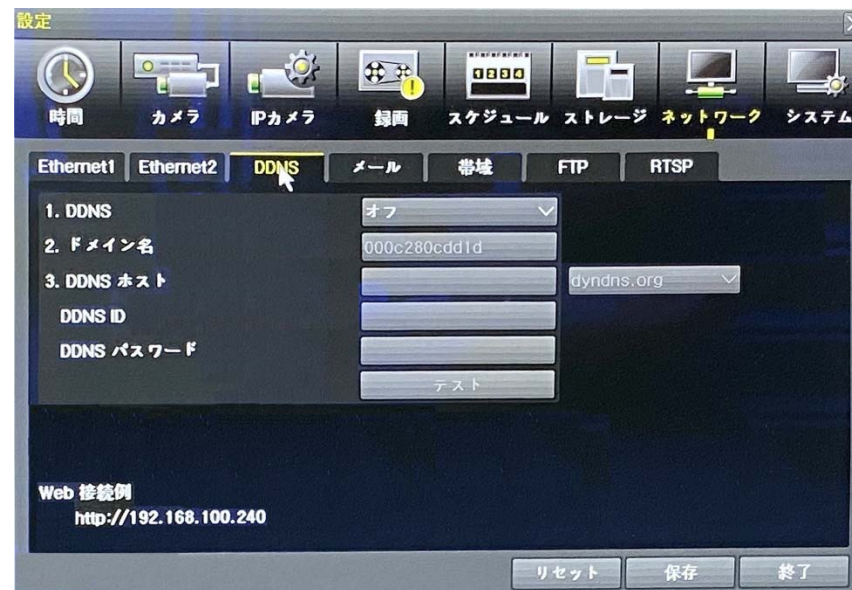 設定
時間 カメラ IPカメラ 録画 1234 スケジュール ストレージ ネットワーク システム
Ethernet1 Ethernet2 DDNS メール 帯域 FTP RTSP
1. DDNS オフ
2. ドメイン名 000c280cdd1d
3. DDNS ホスト dyndns.org
DDNS ID
DDNS パスワード
テスト
Web 接続例
http://192.168.100.240
リセット 保存 終了